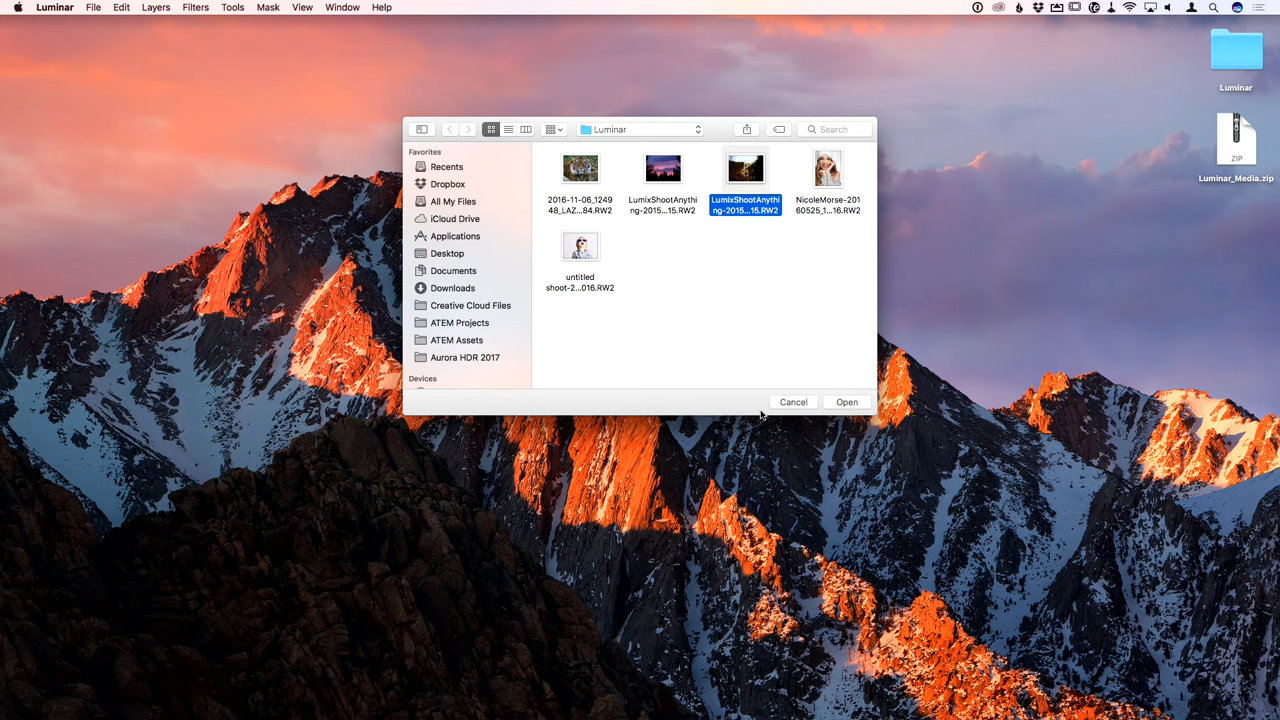 Luminar File Edit Layers Filters Tools Mask View Window Help
Luminar
Luminar_Media.zip
ZIP
Luminar
Search
Favorites
Recents
Dropbox
All My Files
iCloud Drive
Applications
Desktop
Documents
Downloads
Creative Cloud Files
ATEM Projects
ATEM Assets
Aurora HDR 2017
Devices
2016-11-06_1249
48_LAZ...84.RW2
LumixShootAnythi
ng-2015...15.RW2
LumixShootAnythi
ng-2015...15.RW2
NicoleMorse-201
60525_1...16.RW2
untitled
shoot-2...016.RW2
Cancel
Open